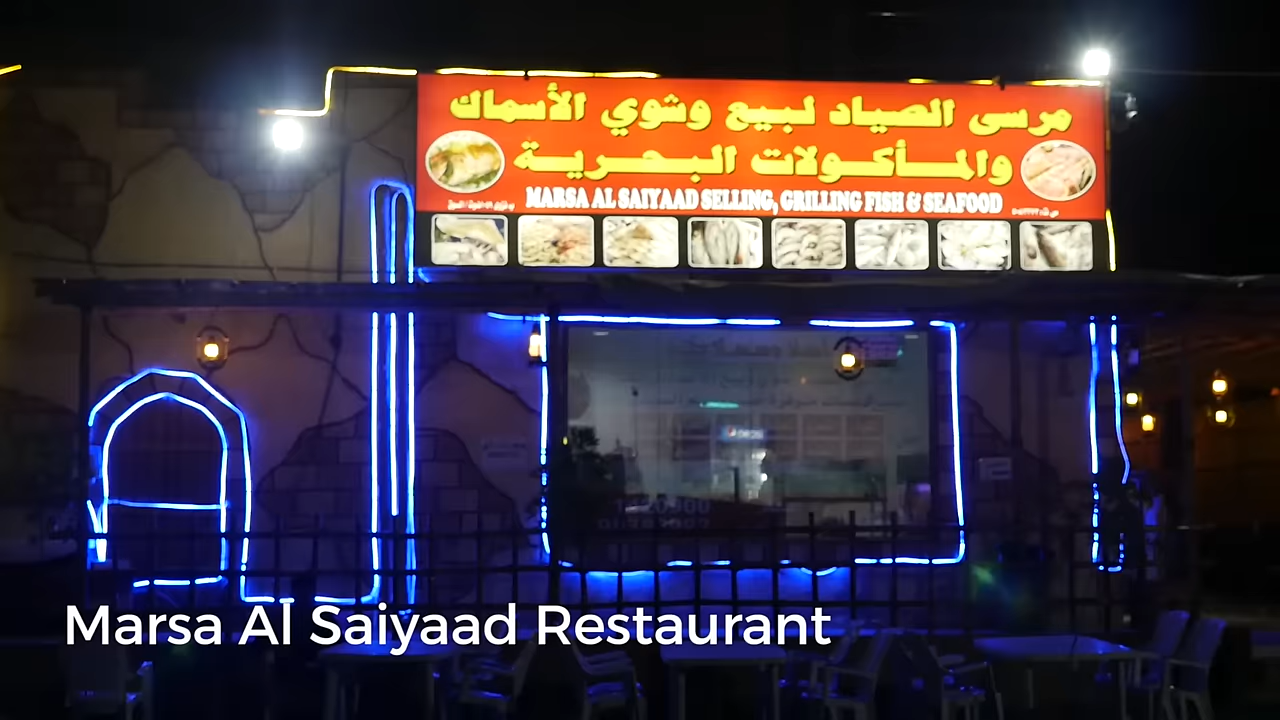 مرسى الصياد لبيع وشوي الأسماك
والمأكولات البحرية
MARSA AL SAIYAAD SELLING, GRILLING FISH & SEAFOOD
Marsa Al Saiyaad Restaurant